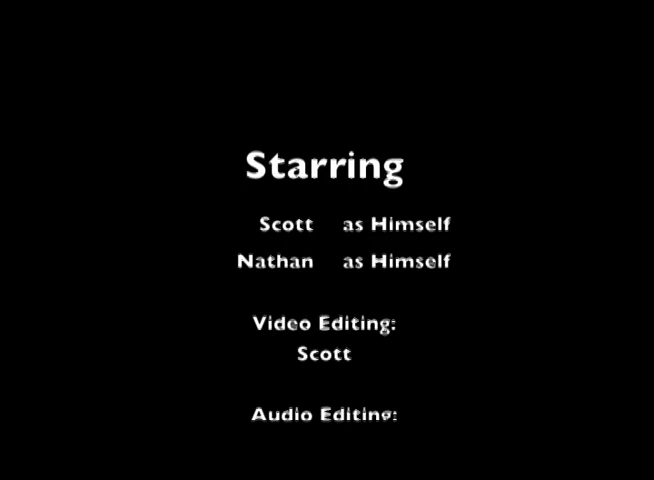 Starring
Scott as Himself
Nathan as Himself
Video Editing:
Scott
Audio Editing: